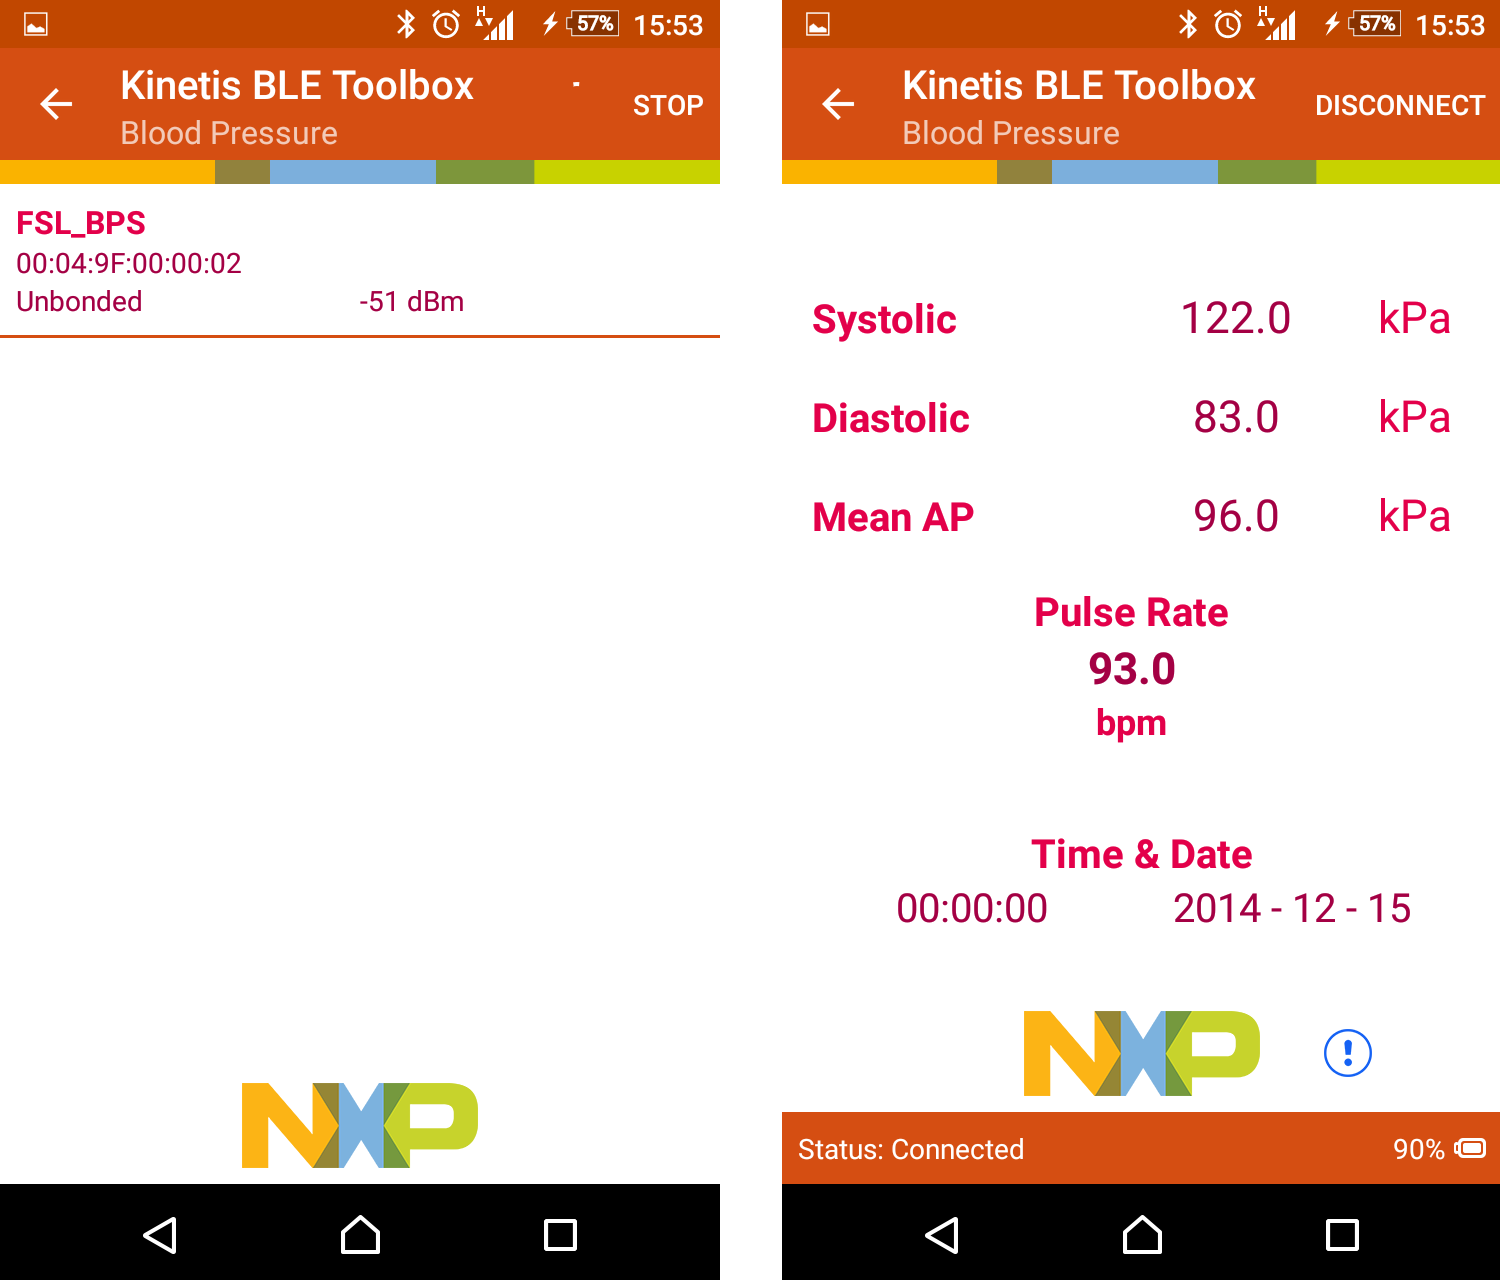 H
57%
15:53
Kinetis BLE Toolbox
STOP
Blood Pressure
FSL_BPS
00:04:9F:00:00:02
Unbonded -51 dBm
NXP
H
57%
15:53
Kinetis BLE Toolbox
DISCONNECT
Blood Pressure
Systolic 122.0 kPa
Diastolic 83.0 kPa
Mean AP 96.0 kPa
Pulse Rate
93.0
bpm
Time & Date
00:00:00 2014 - 12 - 15
NXP
Status: Connected 90%